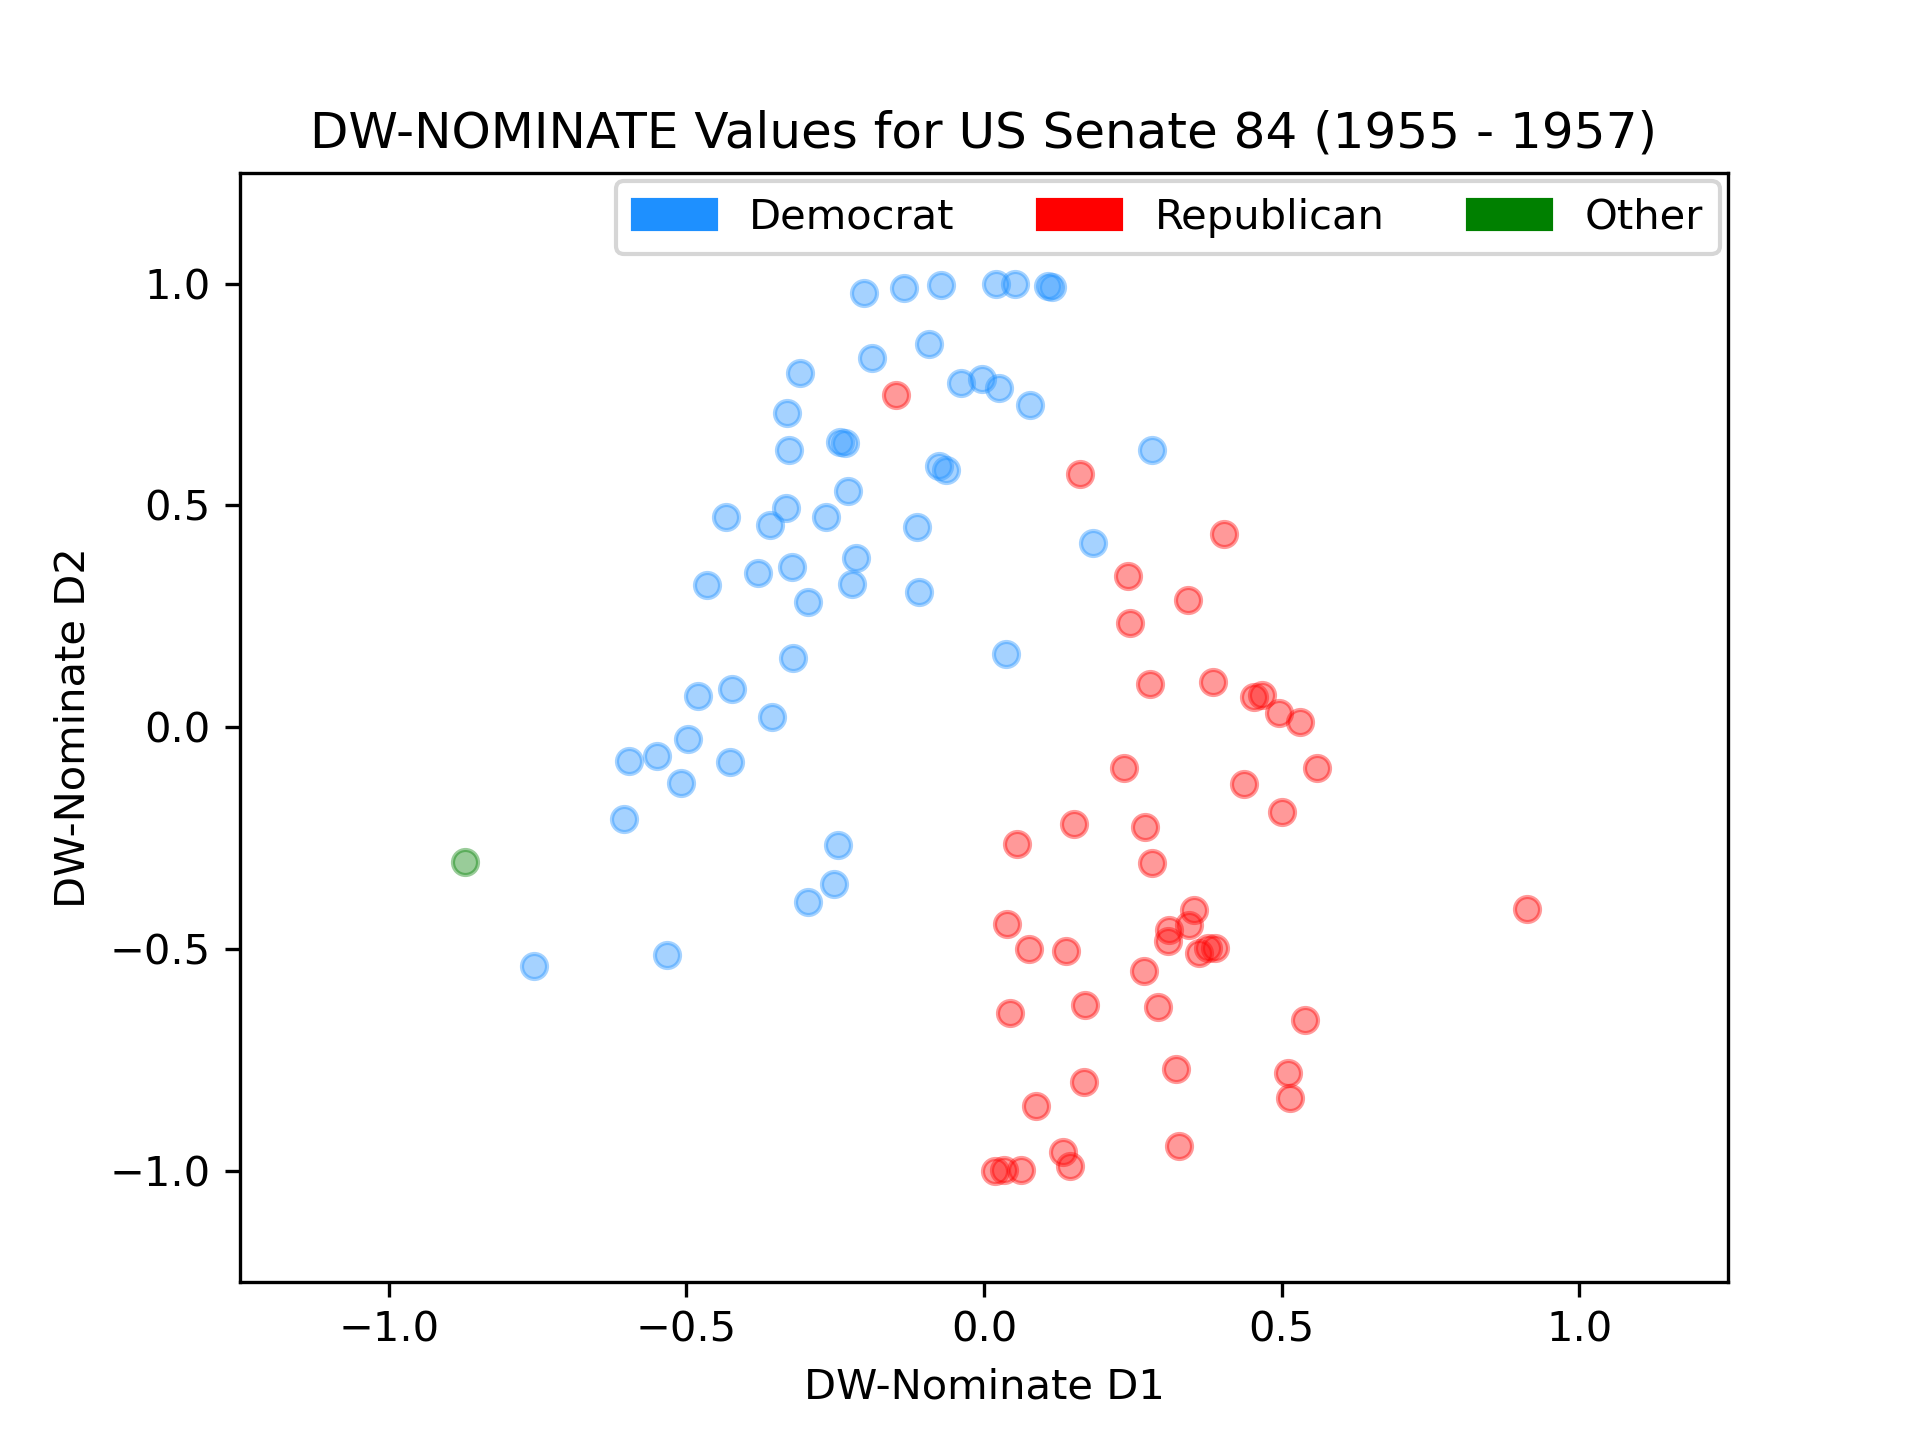 DW-NOMINATE Values for US Senate 84 (1955 - 1957)
Democrat Republican Other
1.0
0.5
0.0
−0.5
−1.0
DW-Nominate D2
−1.0 −0.5 0.0 0.5 1.0
DW-Nominate D1